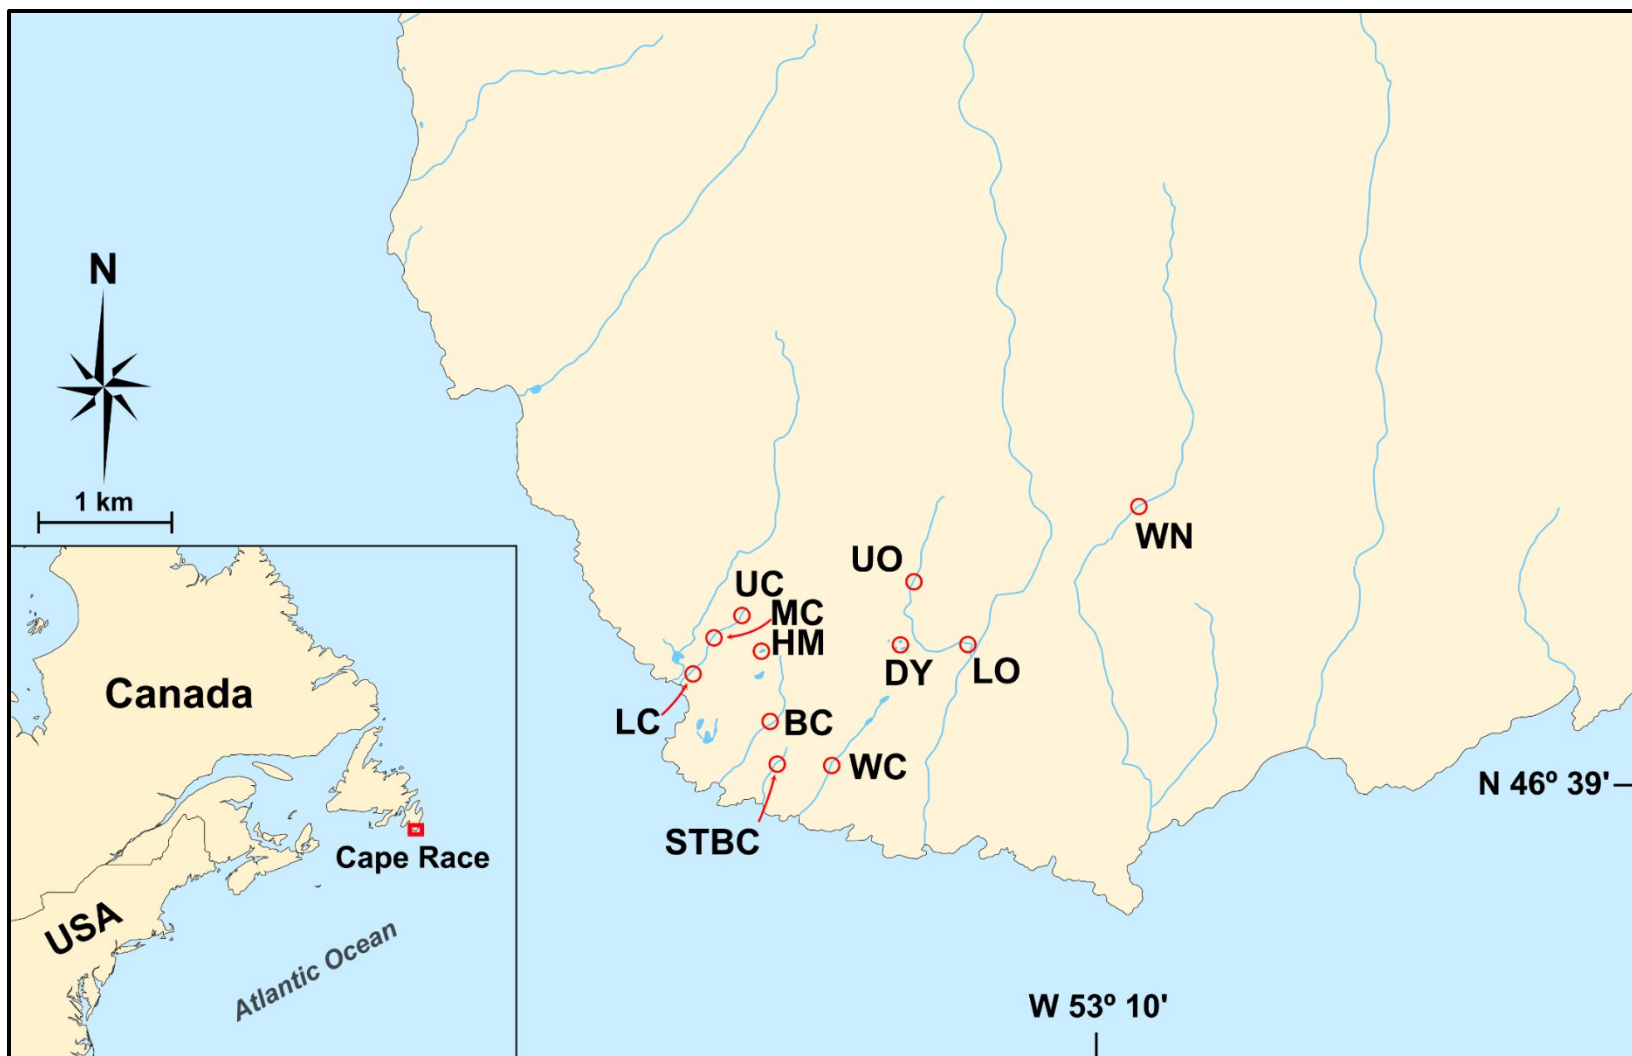 N
1 km
WN
UO
UC
MC
HM
DY
LO
LC
BC
WC
STBC
N 46º 39'
W 53º 10'
Canada
Cape Race
USA
Atlantic Ocean